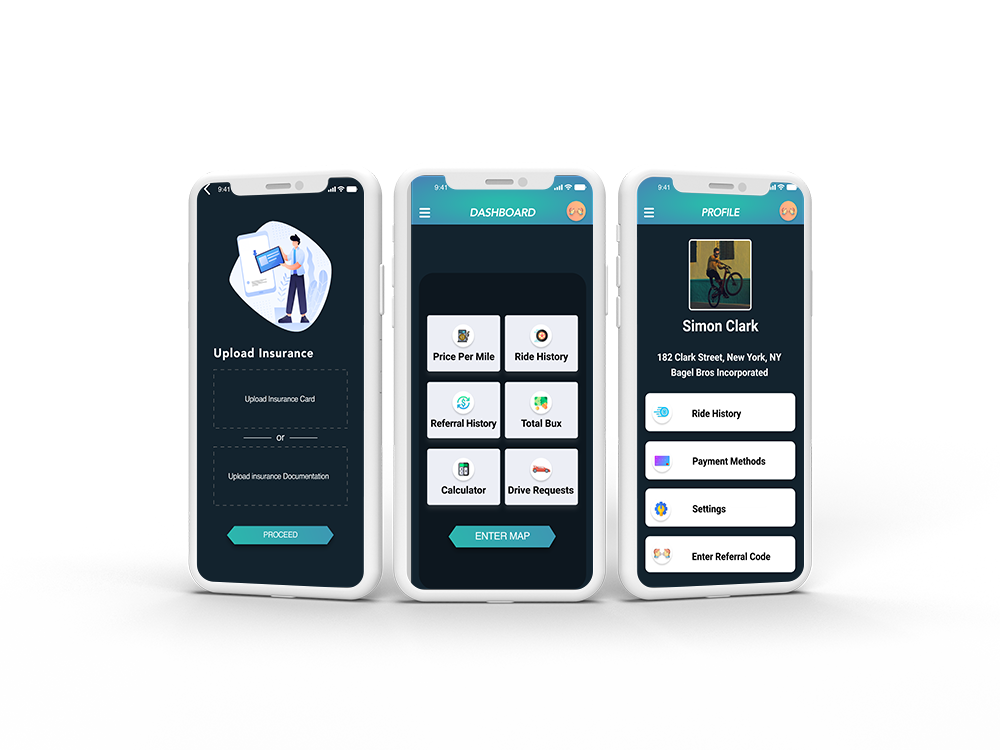 9:41
Upload Insurance
Upload Insurance Card
or
Upload insurance Documentation
PROCEED
9:41
DASHBOARD
Price Per Mile
Ride History
Referral History
Total Bux
Calculator
Drive Requests
ENTER MAP
9:41
PROFILE
Simon Clark
182 Clark Street, New York, NY
Bagel Bros Incorporated
Ride History
Payment Methods
Settings
Enter Referral Code